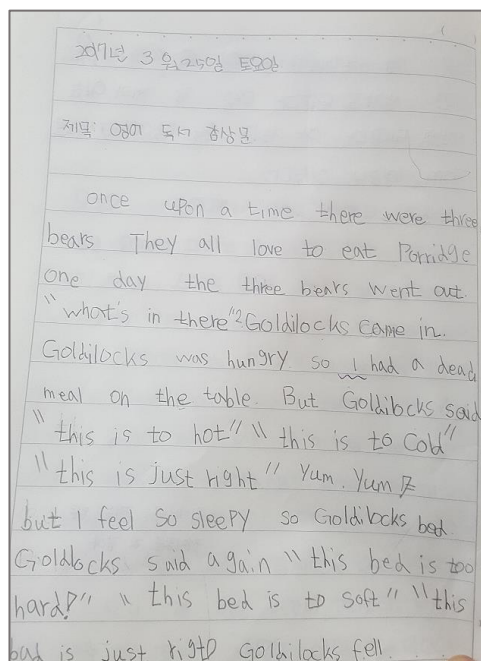 2017년 3월 25일 토요일
제목: 영어 독서 감상문
once upon a time there were three
bears They all love to eat Porridge
one day the three bears went out.
"what's in there"? Goldilocks came in.
Goldilocks was hungry. so I had a dead
meal on the table. But Goldilocks said
"this is to hot" "this is to cold"
"this is just right" Yum. Yum
but I feel so sleepy so Goldilocks bed.
Goldlocks said again "this bed is too
hard!" "this bed is to soft" "this
bad is just right" Goldilocks fell.